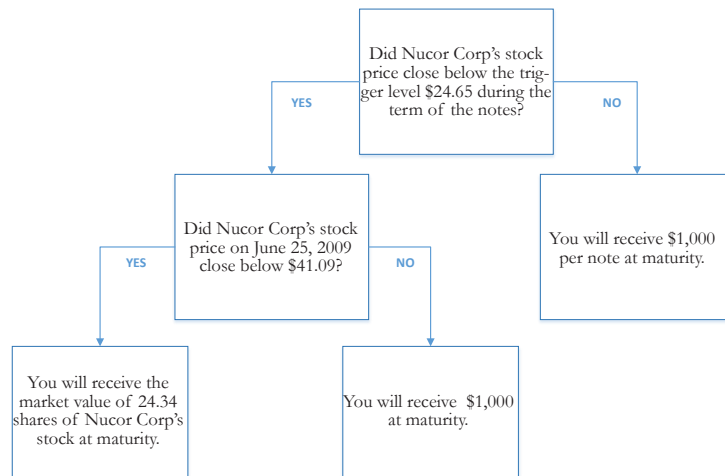 Did Nucor Corp's stock
price close below the trig-
ger level $24.65 during the
term of the notes?
YES
NO
Did Nucor Corp's stock
price on June 25, 2009
close below $41.09?
You will receive $1,000
per note at maturity.
YES
NO
You will receive the
market value of 24.34
shares of Nucor Corp's
stock at maturity.
You will receive $1,000
at maturity.